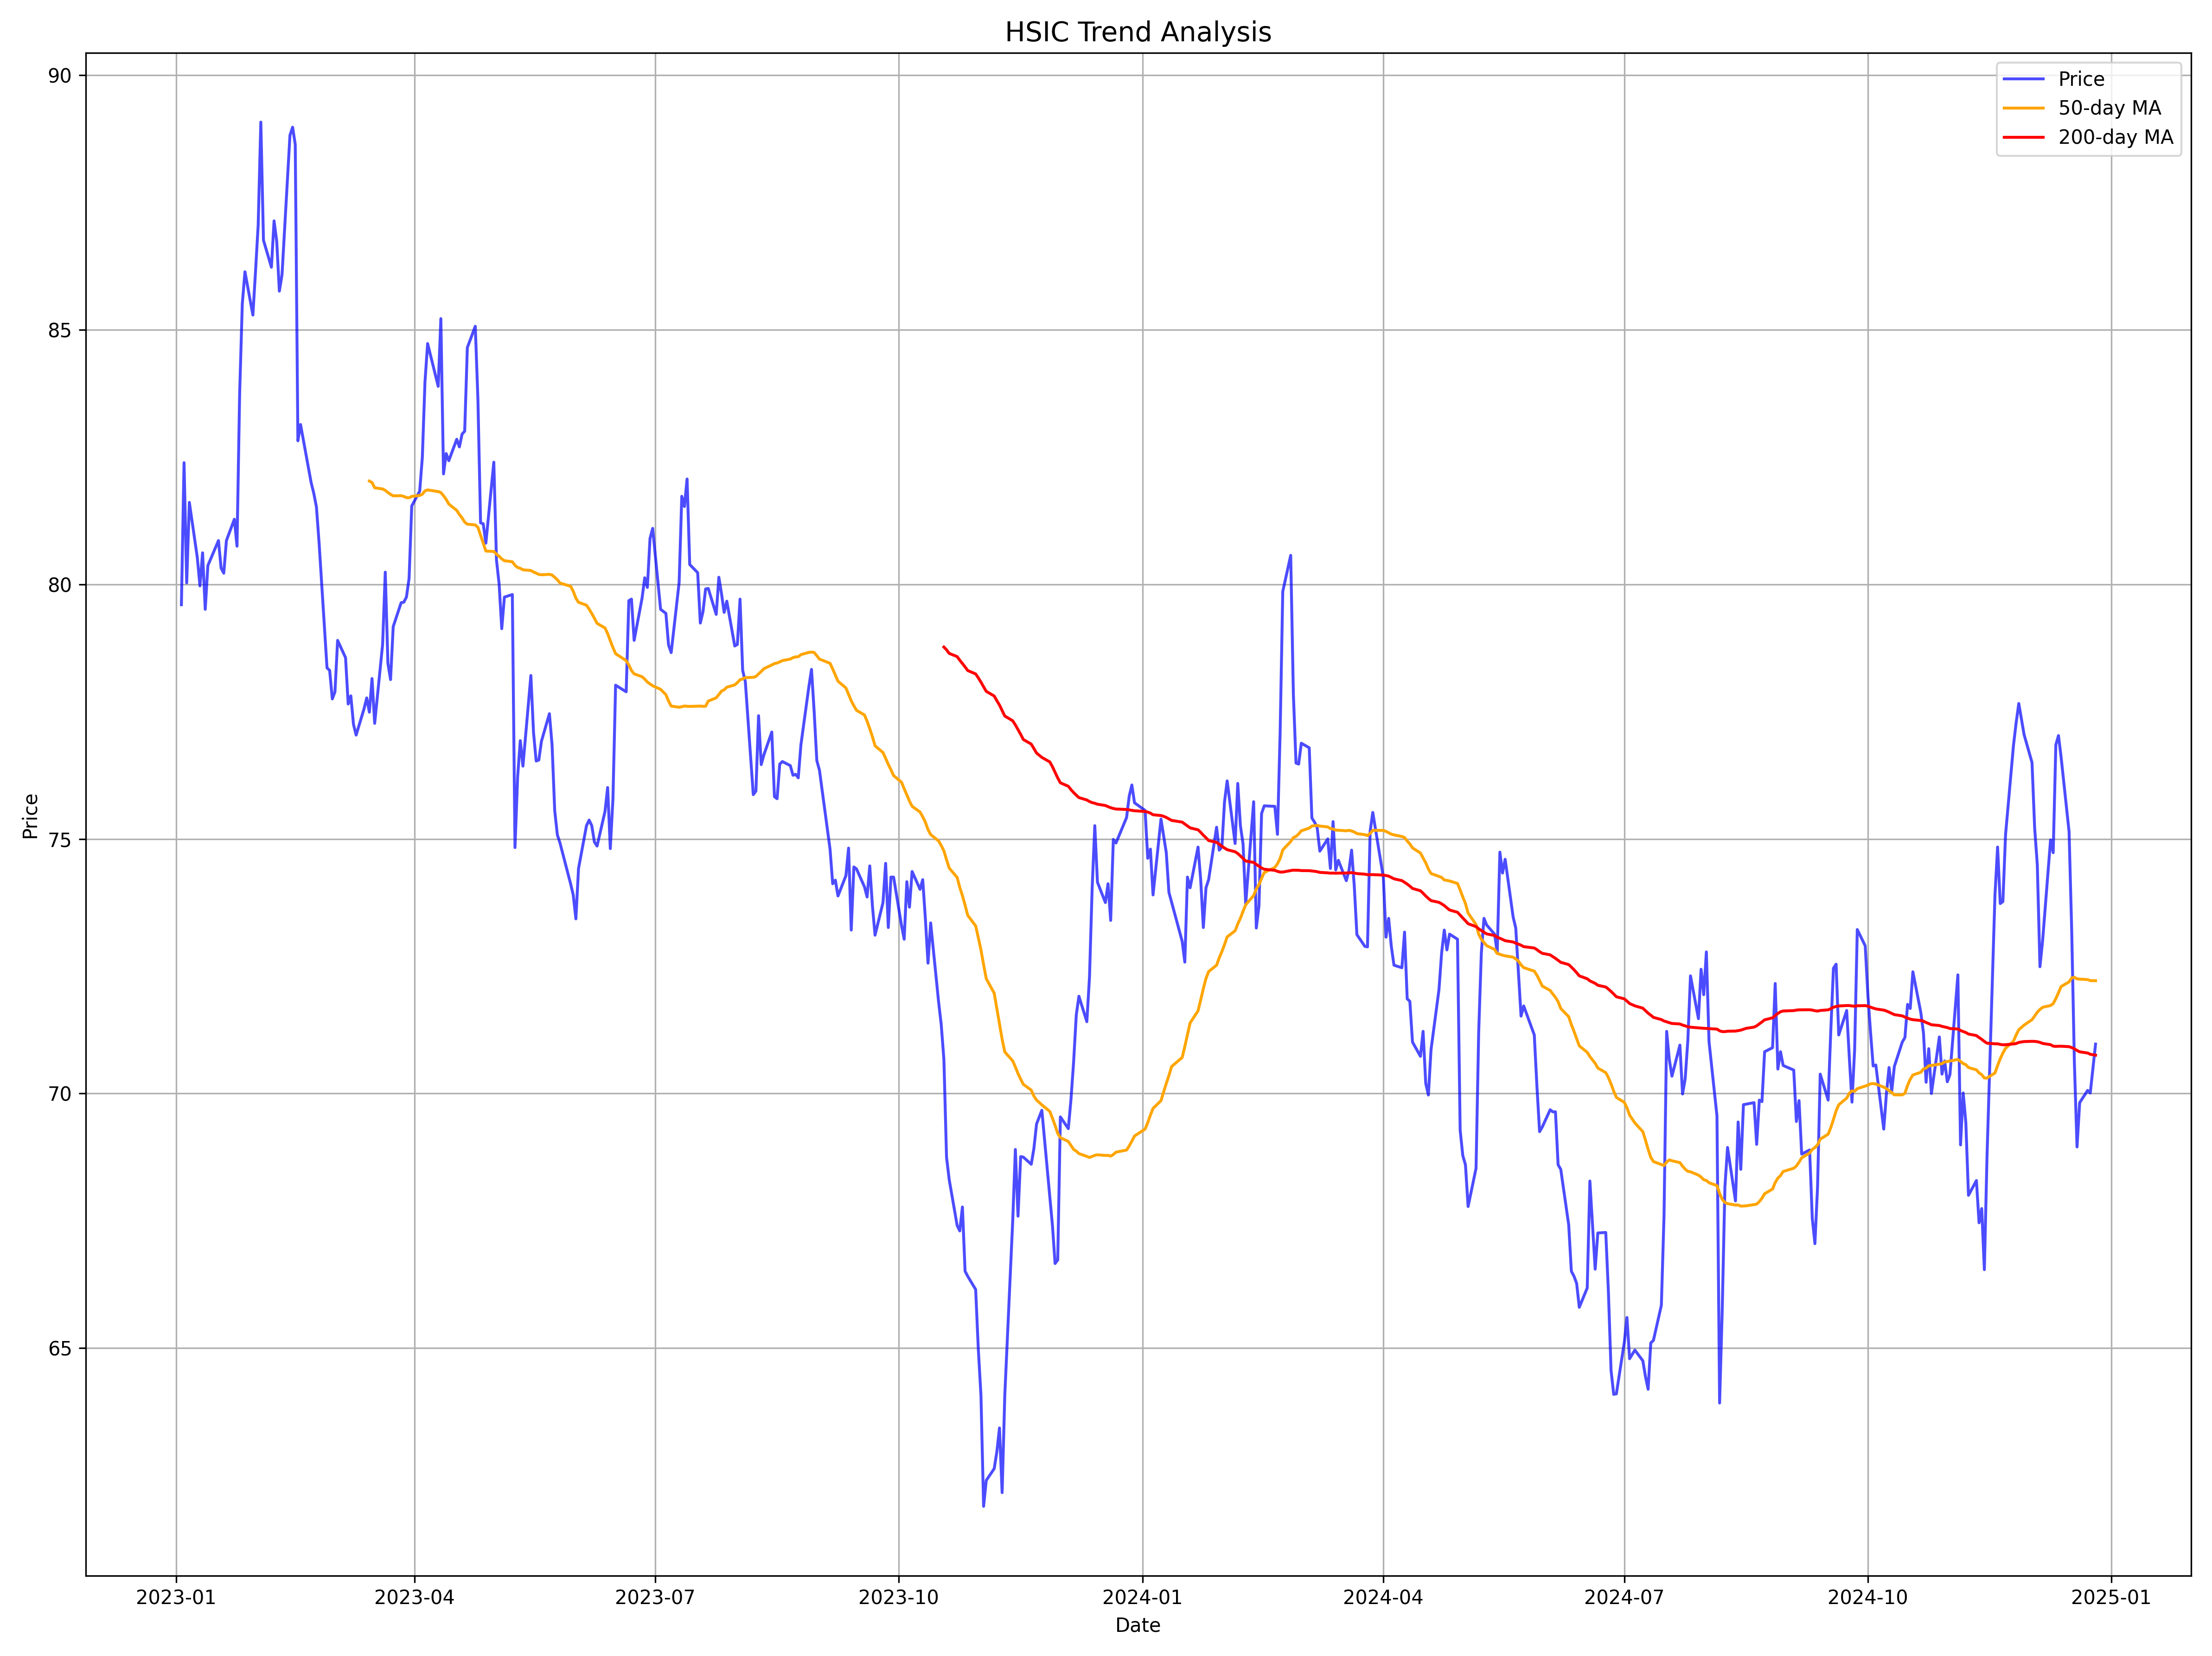 HSIC Trend Analysis
Price
50-day MA
200-day MA
90
85
80
75
70
65
Price
2023-01
2023-04
2023-07
2023-10
2024-01
2024-04
2024-07
2024-10
2025-01
Date